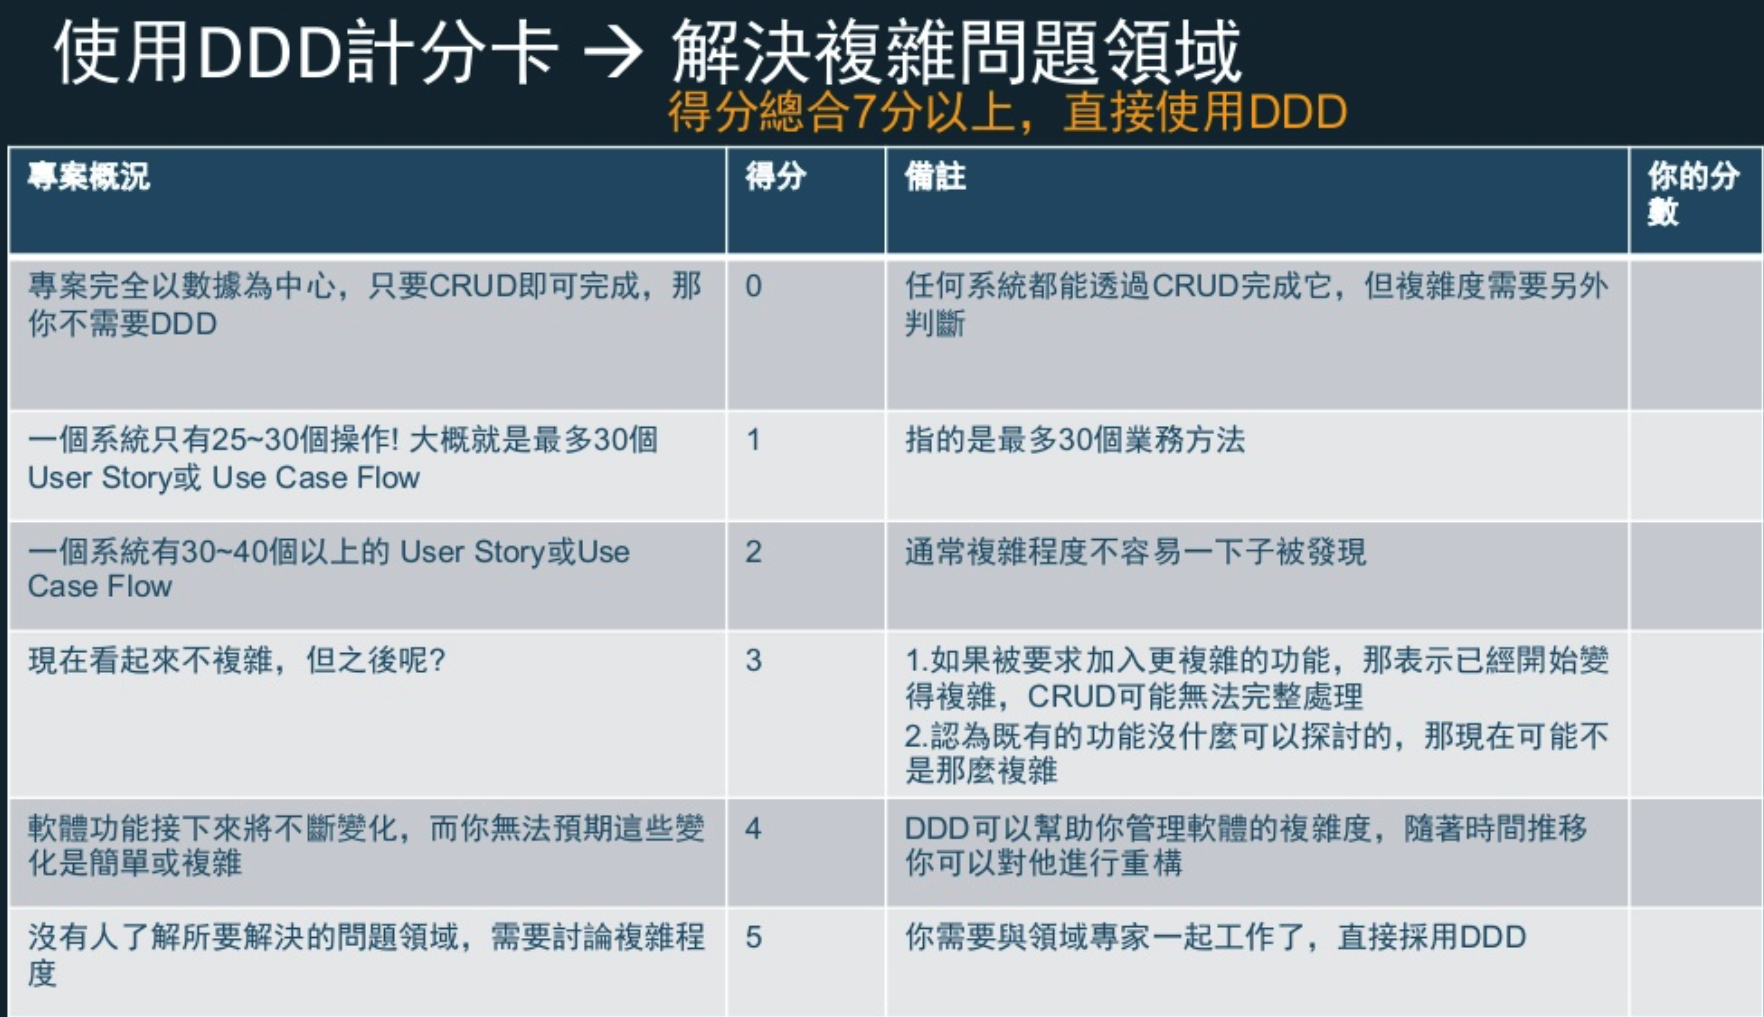 使用DDD計分卡 → 解決複雜問題領域
得分總合7分以上，直接使用DDD
專案概況
得分
備註
你的分
數
專案完全以數據為中心，只要CRUD即可完成，那
你不需要DDD
0
任何系統都能透過CRUD完成它，但複雜度需要另外
判斷
一個系統只有25~30個操作! 大概就是最多30個
User Story或 Use Case Flow
1
指的是最多30個業務方法
一個系統有30~40個以上的 User Story或Use
Case Flow
2
通常複雜程度不容易一下子被發現
現在看起來不複雜，但之後呢?
3
1.如果被要求加入更複雜的功能，那表示已經開始變
得複雜，CRUD可能無法完整處理
2.認為既有的功能沒什麼可以探討的，那現在可能不
是那麼複雜
軟體功能接下來將不斷變化，而你無法預期這些變
化是簡單或複雜
4
DDD可以幫助你管理軟體的複雜度，隨著時間推移
你可以對他進行重構
沒有人了解所要解決的問題領域，需要討論複雜程
度
5
你需要與領域專家一起工作了，直接採用DDD